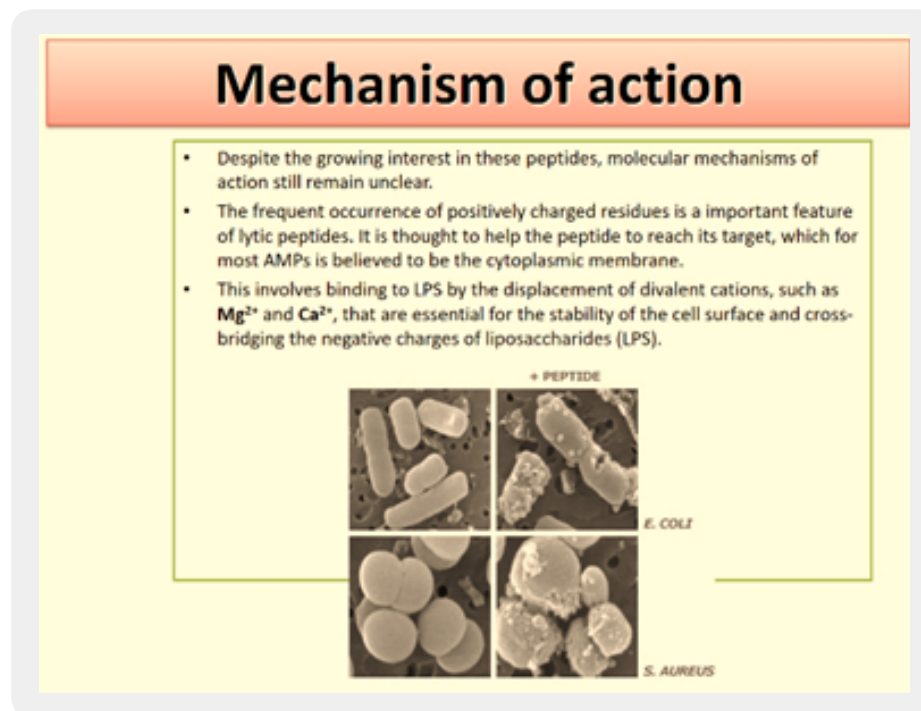 Mechanism of action
• Despite the growing interest in these peptides, molecular mechanisms of
action still remain unclear.
• The frequent occurrence of positively charged residues is a important feature
of lytic peptides. It is thought to help the peptide to reach its target, which for
most AMPs is believed to be the cytoplasmic membrane.
• This involves binding to LPS by the displacement of divalent cations, such as
Mg²⁺ and Ca²⁺, that are essential for the stability of the cell surface and cross-
bridging the negative charges of liposaccharides (LPS).
+ PEPTIDE
E. COLI
S. AUREUS